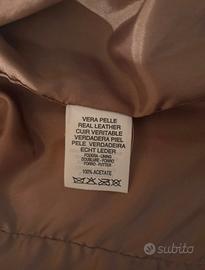 VERA PELLE
REAL LEATHER
CUIR VERITABLE
VERDADERA PIEL
PELE VERDADEIRA
ECHT LEDER
FODERA - LINING
DOUBLURE - FORRO
FORRO - FUTTER
100% ACETATE
subito